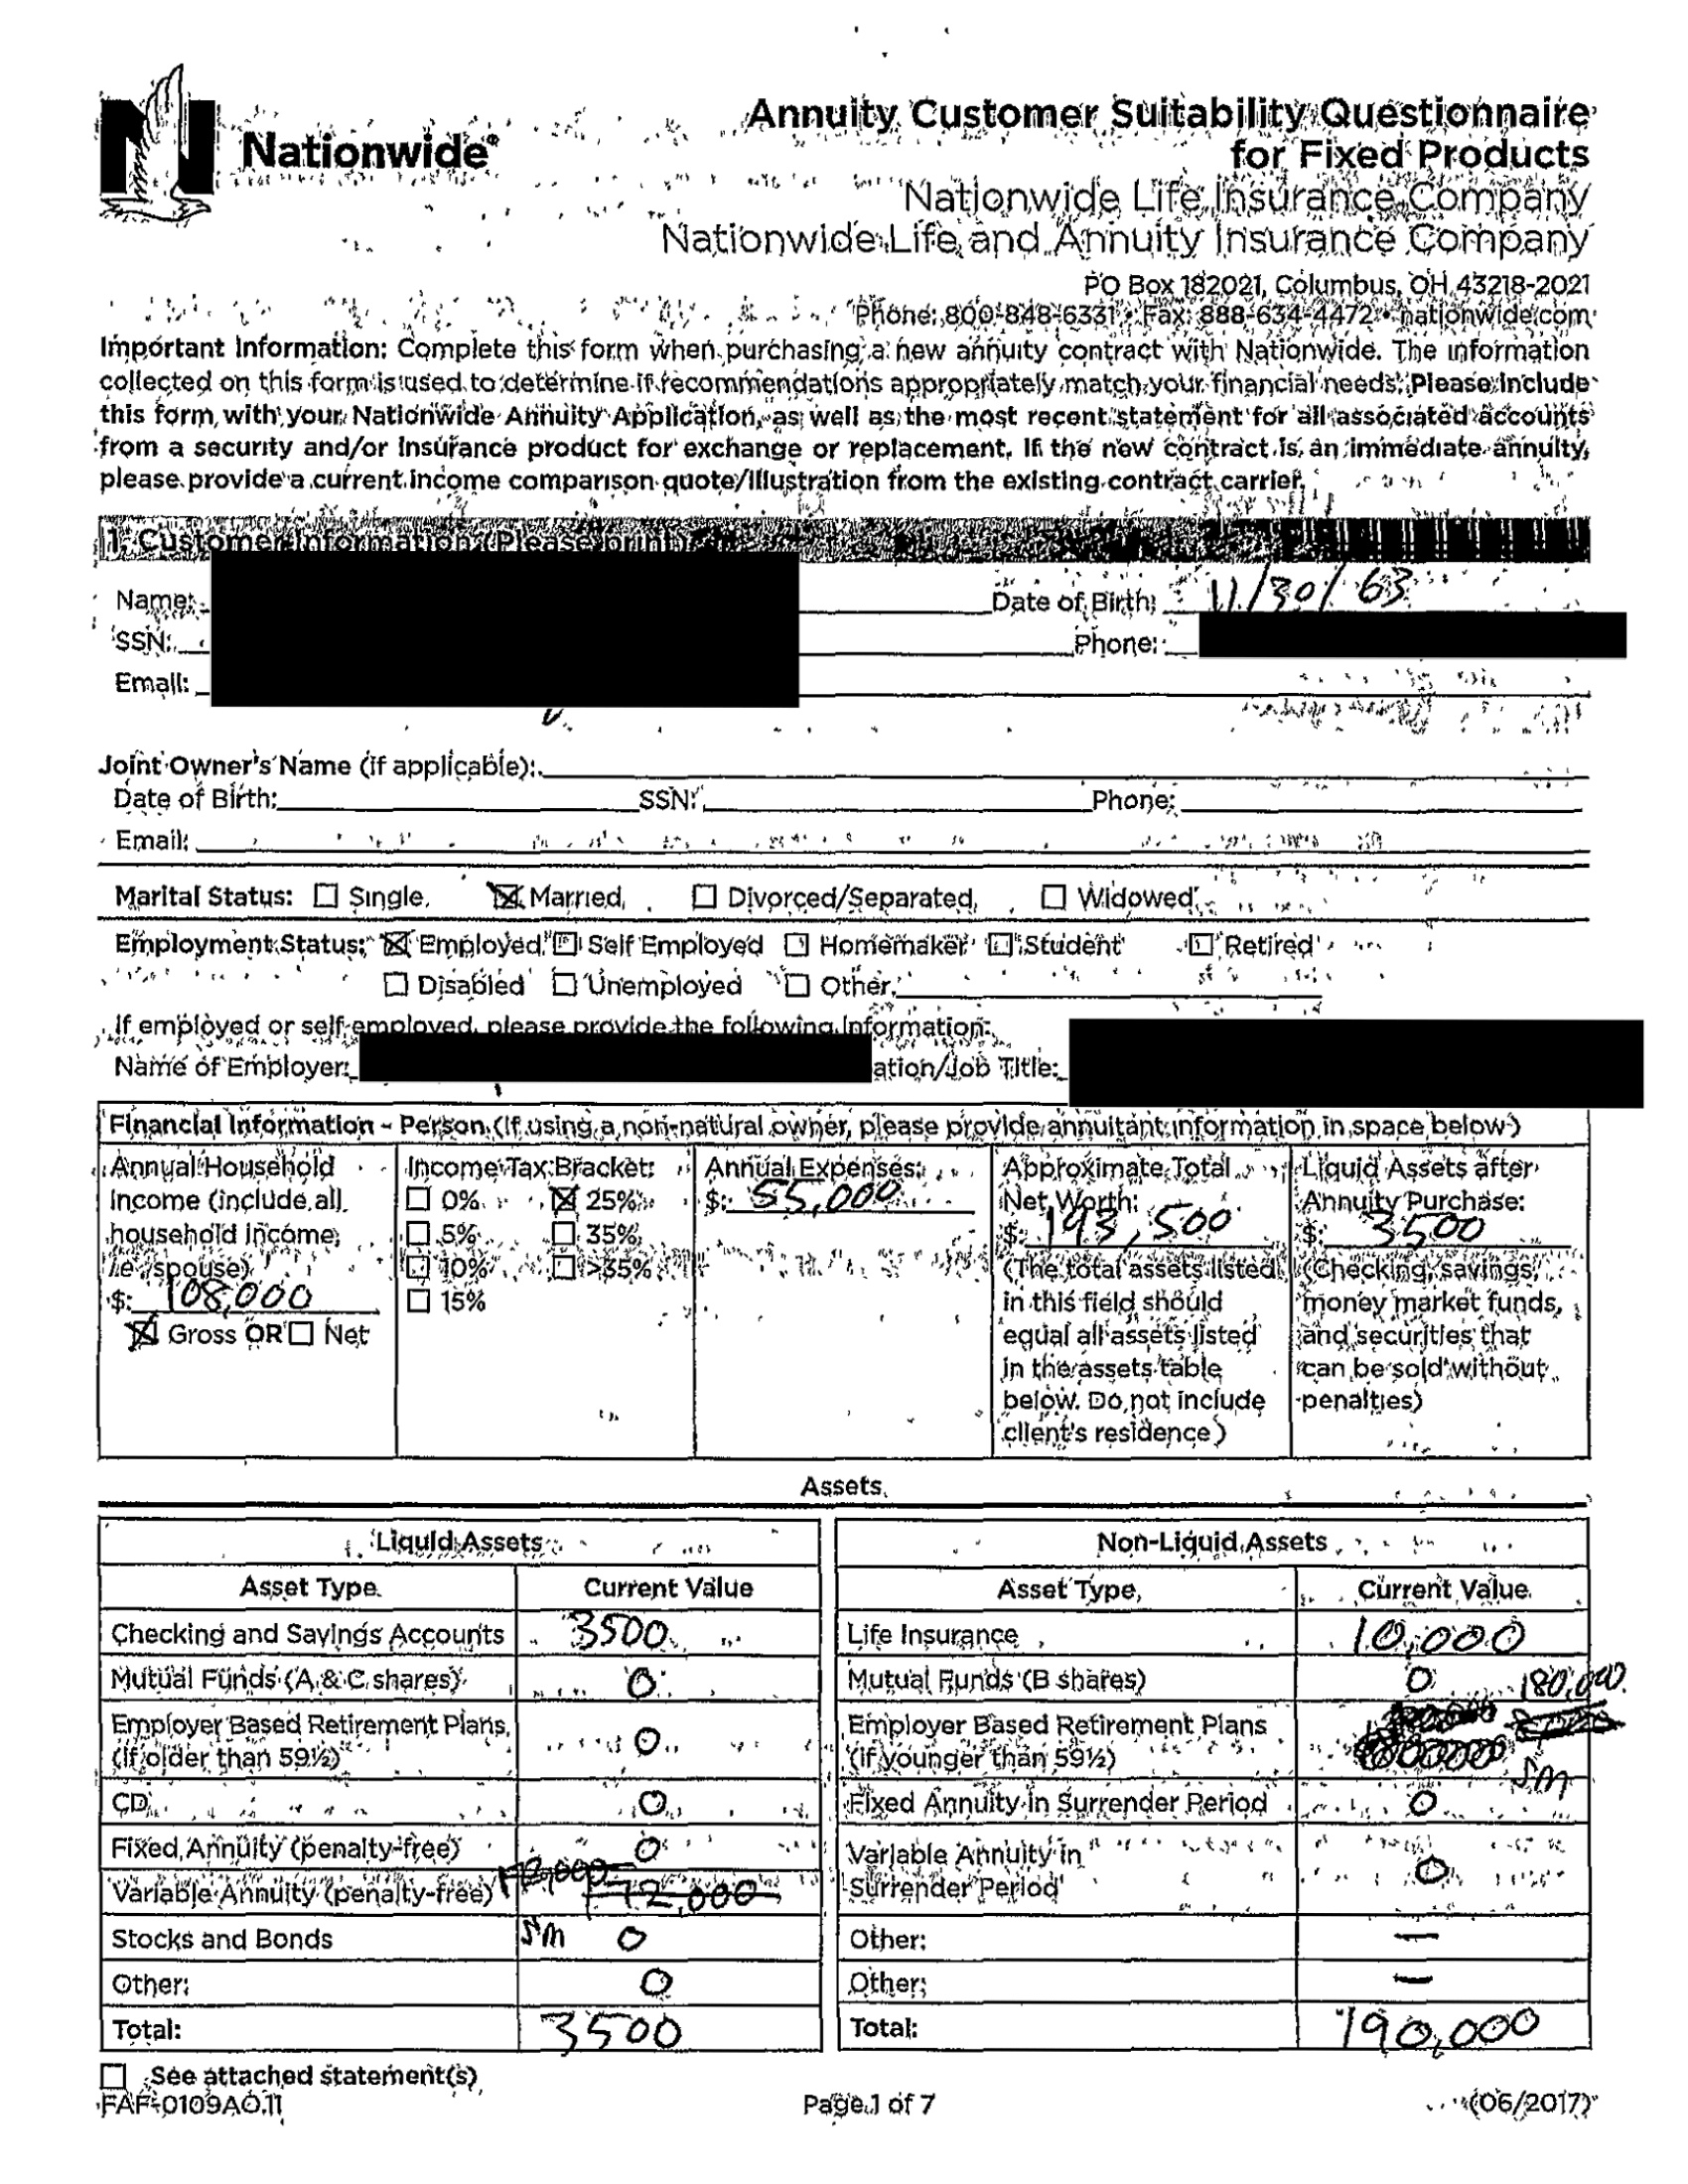 Nationwide®
Annuity Customer Suitability Questionnaire
for Fixed Products
Nationwide Life Insurance Company
Nationwide Life and Annuity Insurance Company
PO Box 182021, Columbus, OH 43218-2021
Phone: 800-848-6331 • Fax: 888-634-4472 • nationwide.com
Important Information: Complete this form when purchasing a new annuity contract with Nationwide. The information
collected on this form is used to determine if recommendations appropriately match your financial needs. Please include
this form with your Nationwide Annuity Application, as well as the most recent statement for all associated accounts
from a security and/or insurance product for exchange or replacement. If the new contract is an immediate annuity,
please provide a current income comparison quote/illustration from the existing contract carrier.
1. Customer Information (Please print)
Name: Date of Birth: 11/30/63
SSN: Phone:
Email:
Joint Owner's Name (if applicable):
Date of Birth: SSN: Phone:
Email:
Marital Status: ☐ Single ☒ Married ☐ Divorced/Separated ☐ Widowed
Employment Status: ☒ Employed ☐ Self Employed ☐ Homemaker ☐ Student ☐ Retired
☐ Disabled ☐ Unemployed ☐ Other
If employed or self-employed, please provide the following information:
Name of Employer: ation/Job Title:
Financial Information - Person (If using a non-natural owner, please provide annuitant information in space below)
Annual Household
Income (include all
household income,
ie spouse)
$: 108,000
☒ Gross OR ☐ Net
Income Tax Bracket:
☐ 0% ☒ 25%
☐ 5% ☐ 35%
☐ 10% ☐ >35%
☐ 15%
Annual Expenses:
$: 55,000
Approximate Total
Net Worth:
$: 193,500
(The total assets listed
in this field should
equal all assets listed
in the assets table
below. Do not include
client's residence)
Liquid Assets after
Annuity Purchase:
$: 3500
(Checking, savings,
money market funds,
and securities that
can be sold without
penalties)
Assets
Liquid Assets
Asset Type Current Value
Checking and Savings Accounts 3500
Mutual Funds (A & C shares) 0
Employer Based Retirement Plans
(if older than 59½) 0
CD 0
Fixed Annuity (penalty-free) 0
Variable Annuity (penalty-free) 172,000
Stocks and Bonds SM 0
Other: 0
Total: 3500
Non-Liquid Assets
Asset Type Current Value
Life Insurance 10,000
Mutual Funds (B shares) 0
Employer Based Retirement Plans
(if younger than 59½) 180,000 SM
Fixed Annuity in Surrender Period 0
Variable Annuity in
Surrender Period 0
Other: —
Other: —
Total: 190,000
☐ See attached statement(s)
FAF-0109AO.11 Page 1 of 7 (06/2017)